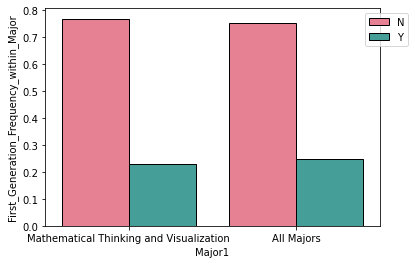 0.8
0.7
0.6
0.5
0.4
0.3
0.2
0.1
0.0
First_Generation_Frequency_within_Major
Mathematical Thinking and Visualization
All Majors
Major1
N
Y